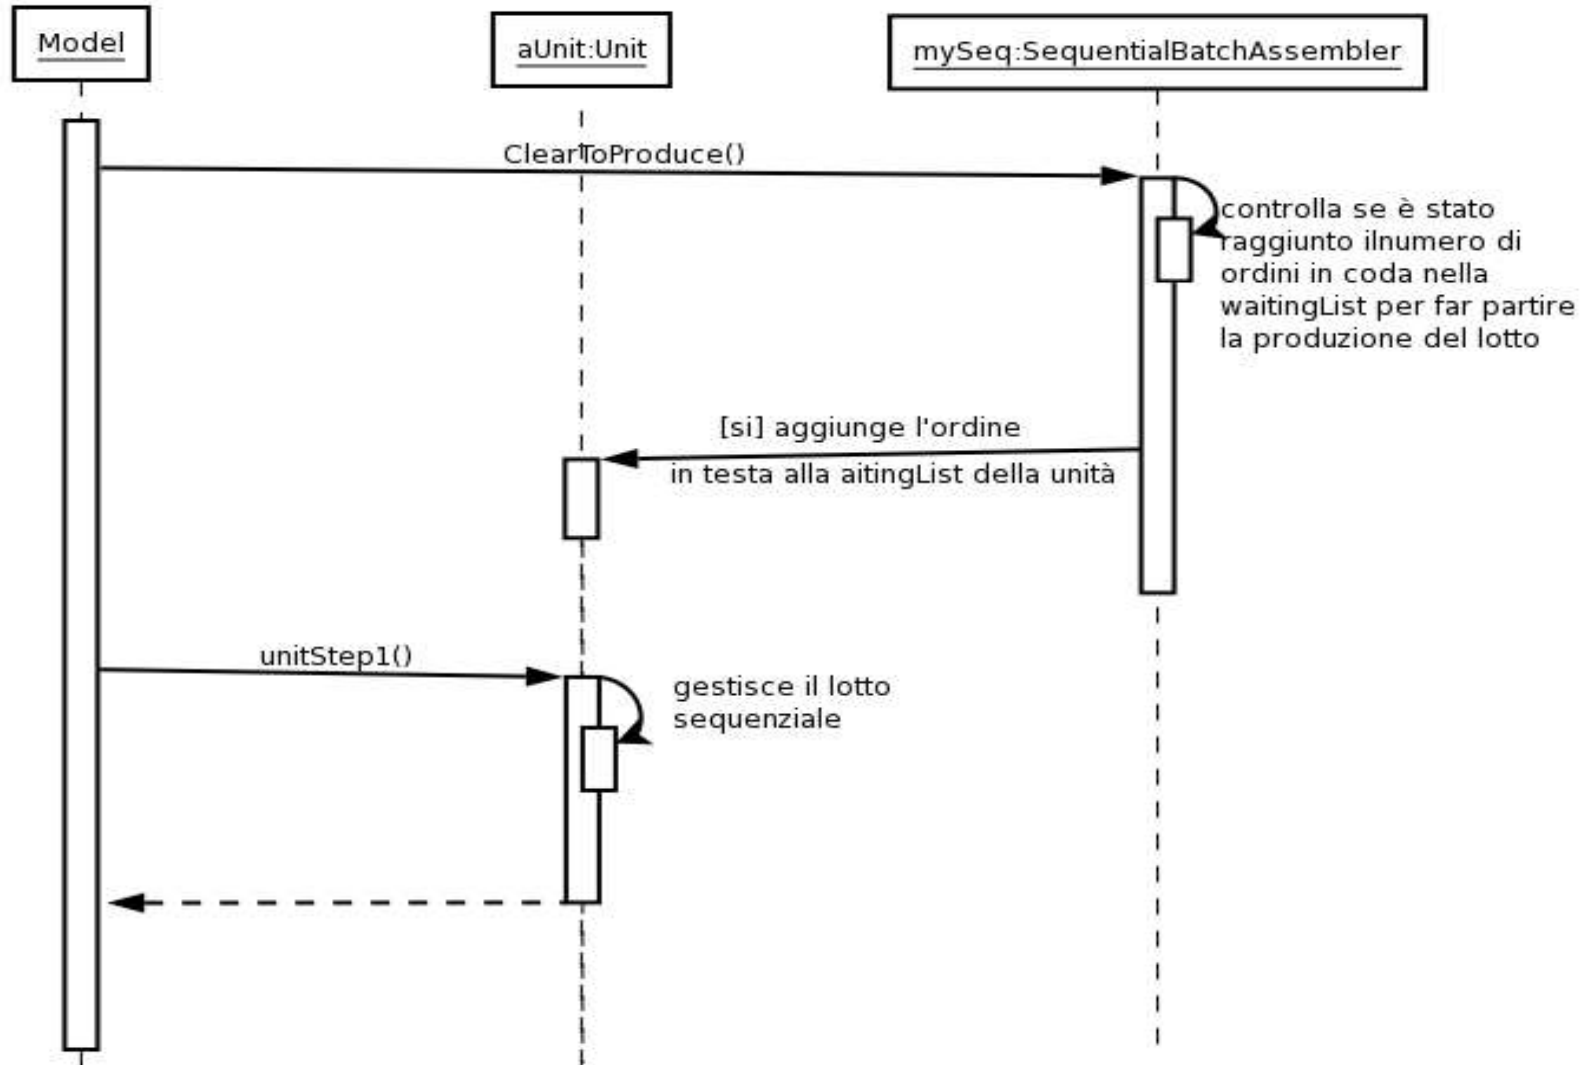 Model
aUnit:Unit
mySeq:SequentialBatchAssembler
ClearToProduce()
controlla se è stato
raggiunto ilnumero di
ordini in coda nella
waitingList per far partire
la produzione del lotto
[si] aggiunge l'ordine
in testa alla aitingList della unità
unitStep1()
gestisce il lotto
sequenziale